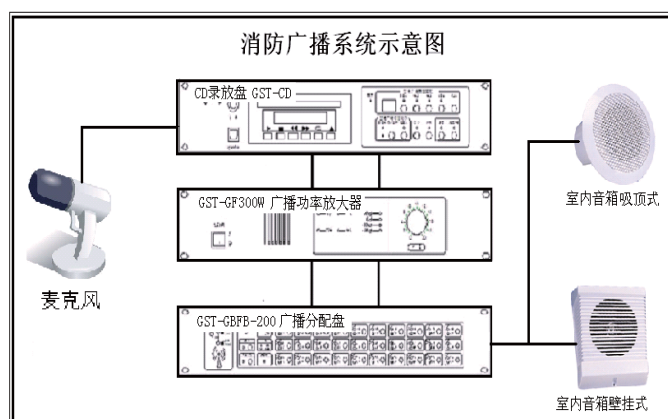 消防广播系统示意图
CD录放盘 GST-CD
GST-GF300W 广播功率放大器
室内音箱吸顶式
麦克风
GST-GBFB-200 广播分配盘
室内音箱壁挂式